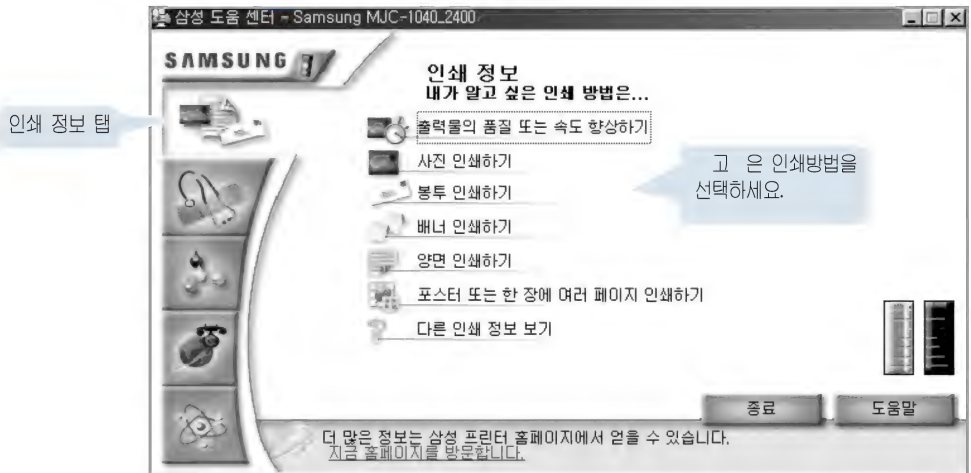 삼성 도움 센터 - Samsung MJC-1040_2400
SAMSUNG
인쇄 정보
내가 알고 싶은 인쇄 방법은...
인쇄 정보 탭
출력물의 품질 또는 속도 향상하기
사진 인쇄하기
고 은 인쇄방법을
선택하세요.
봉투 인쇄하기
배너 인쇄하기
양면 인쇄하기
포스터 또는 한 장에 여러 페이지 인쇄하기
다른 인쇄 정보 보기
종료
도움말
더 많은 정보는 삼성 프린터 홈페이지에서 얻을 수 있습니다.
지금 홈페이지를 방문합니다.